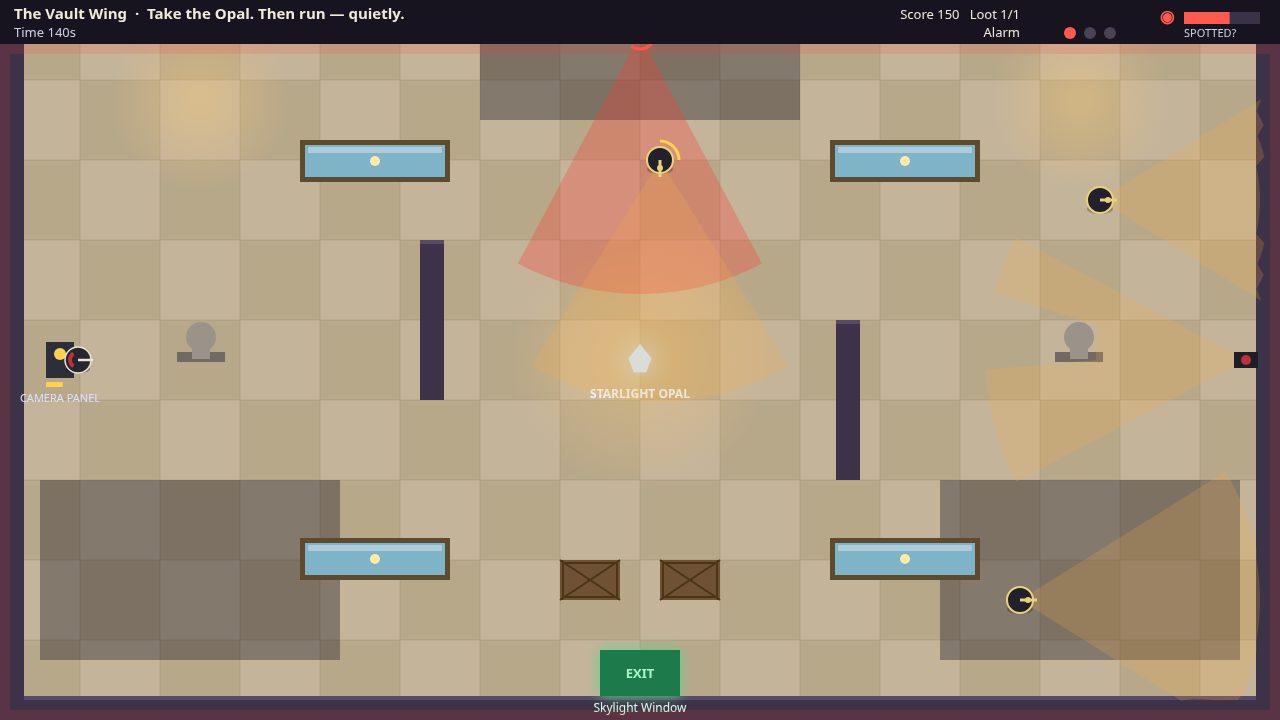 The Vault Wing · Take the Opal. Then run — quietly.
Time 140s
Score 150 Loot 1/1
Alarm
SPOTTED?
CAMERA PANEL
STARLIGHT OPAL
EXIT
Skylight Window